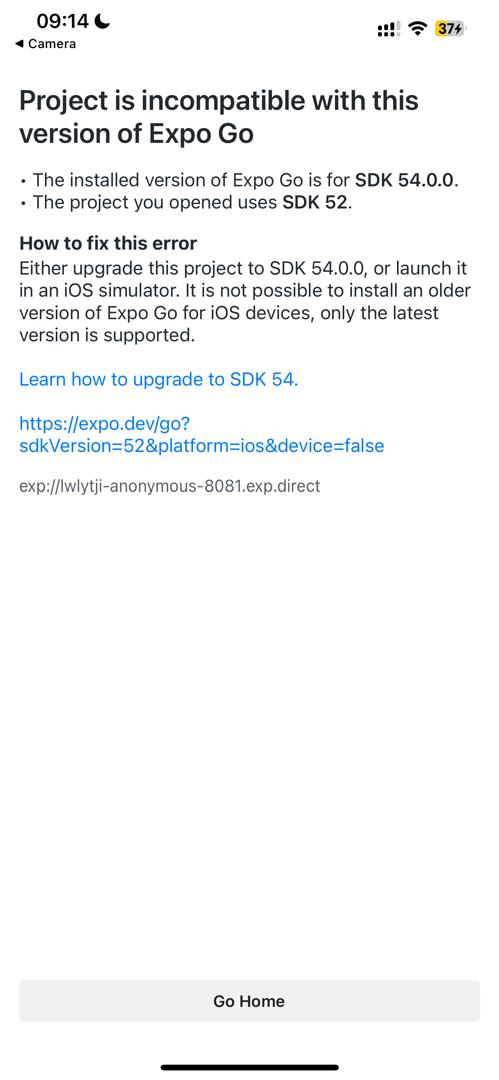 09:14
◀ Camera
37
Project is incompatible with this
version of Expo Go
• The installed version of Expo Go is for SDK 54.0.0.
• The project you opened uses SDK 52.
How to fix this error
Either upgrade this project to SDK 54.0.0, or launch it
in an iOS simulator. It is not possible to install an older
version of Expo Go for iOS devices, only the latest
version is supported.
Learn how to upgrade to SDK 54.
https://expo.dev/go?
sdkVersion=52&platform=ios&device=false
exp://lwlytji-anonymous-8081.exp.direct
Go Home